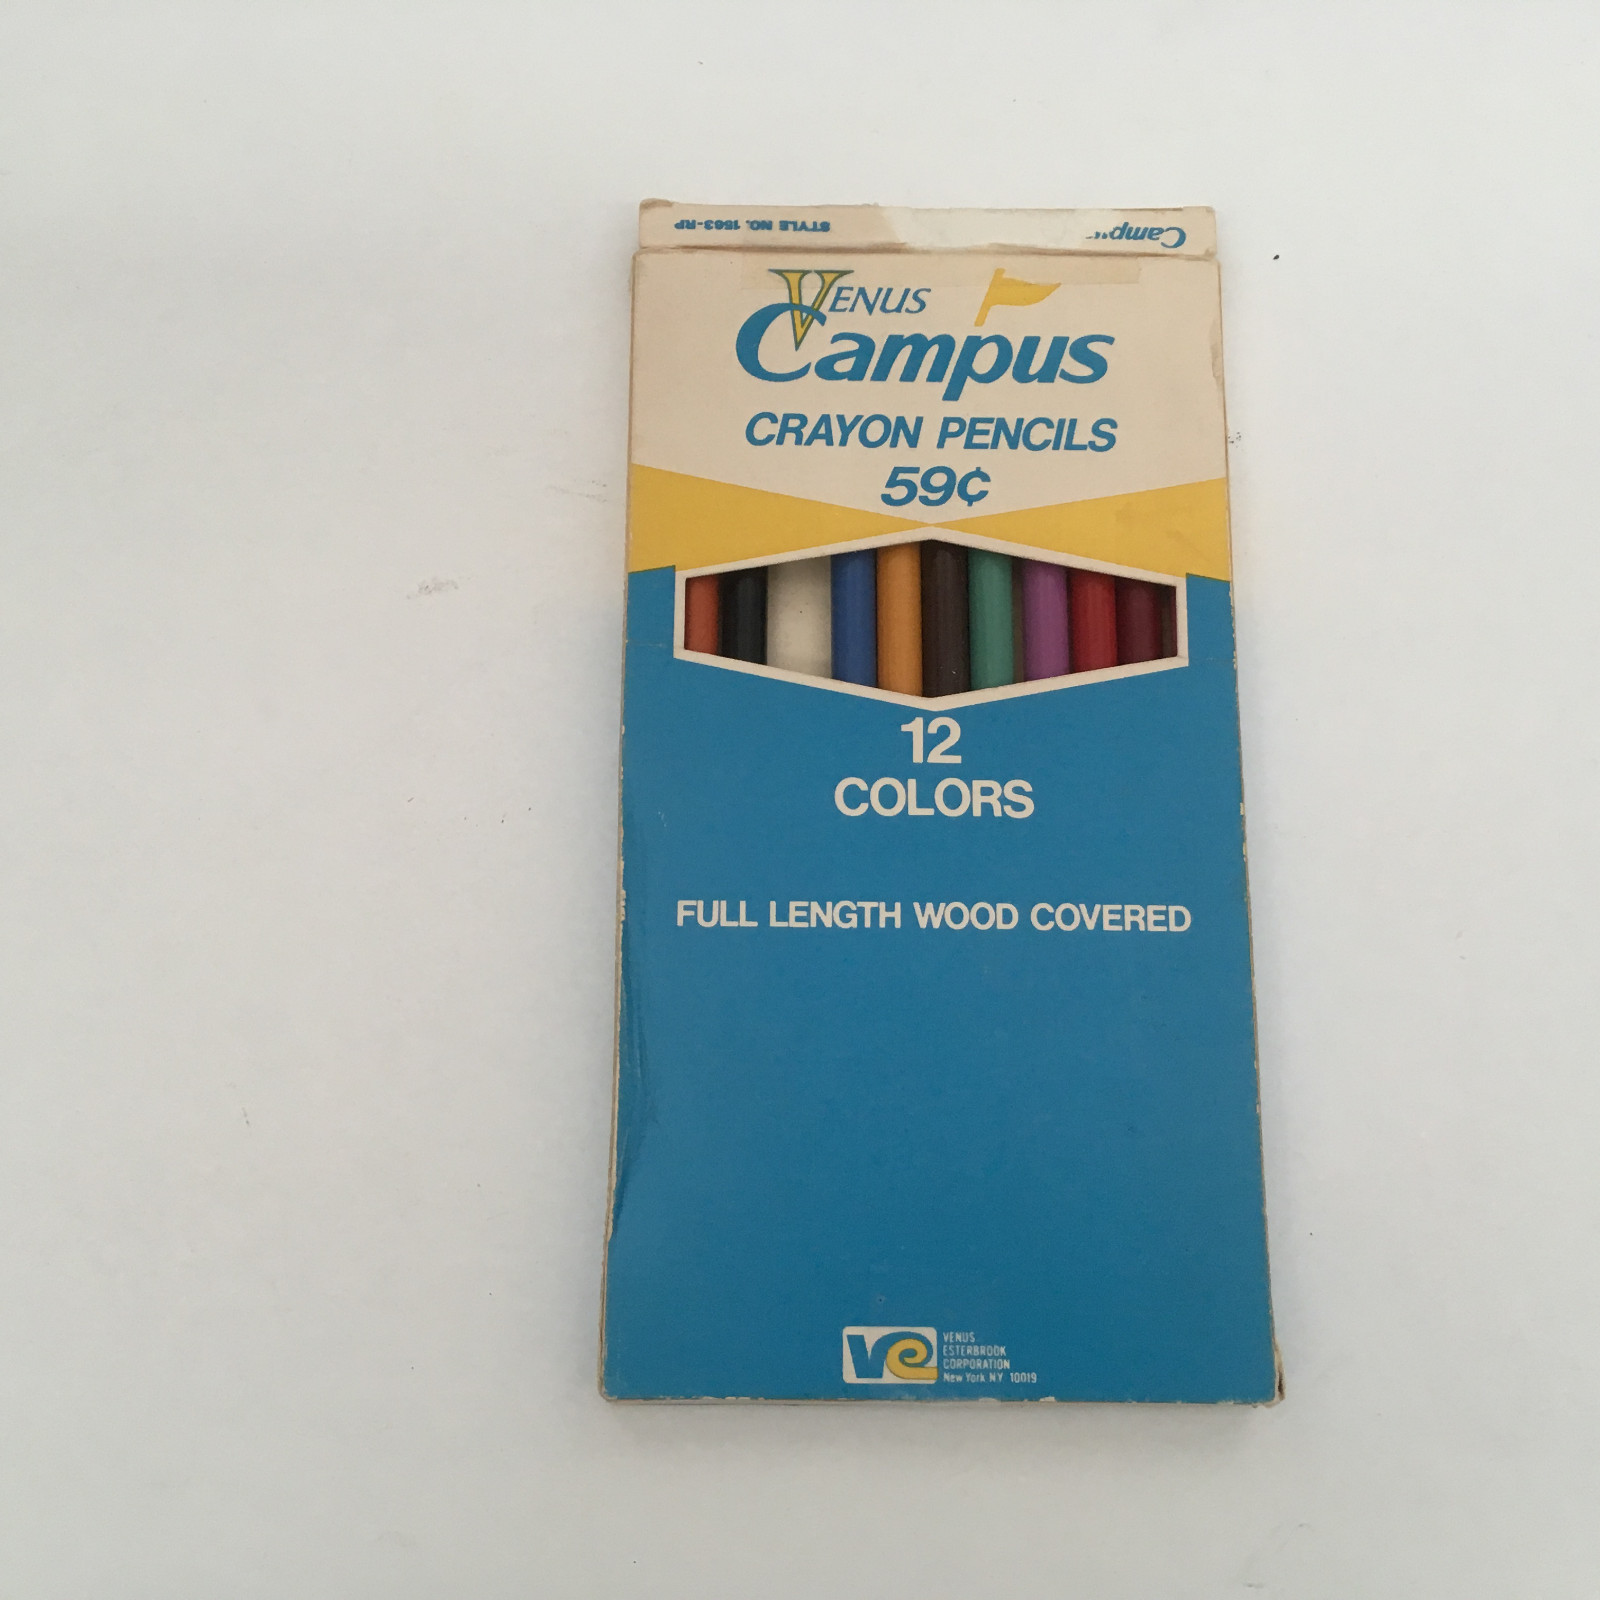 STYLE NO. 1563-RP
Campus
VENUS
Campus
CRAYON PENCILS
59¢
12
COLORS
FULL LENGTH WOOD COVERED
VE
VENUS
ESTERBROOK
CORPORATION
New York NY 10019